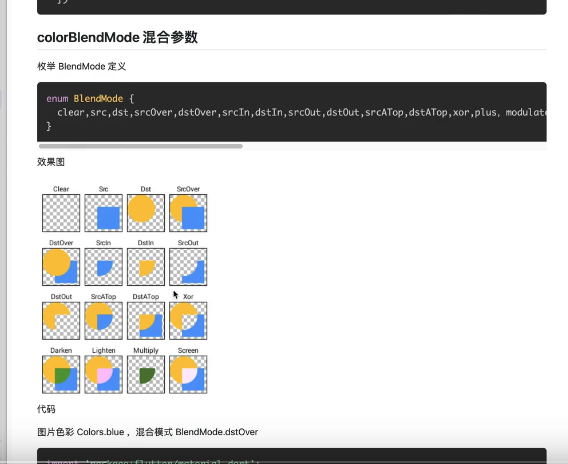 colorBlendMode 混合参数
枚举 BlendMode 定义
enum BlendMode {
clear,src,dst,srcOver,dstOver,srcIn,dstIn,srcOut,dstOut,srcATop,dstATop,xor,plus, modulate
}
效果图
Clear Src Dst SrcOver
DstOver SrcIn DstIn SrcOut
DstOut SrcATop DstATop Xor
Darken Lighten Multiply Screen
代码
图片色彩 Colors.blue ，混合模式 BlendMode.dstOver
import 'package:flutter/material.dart';